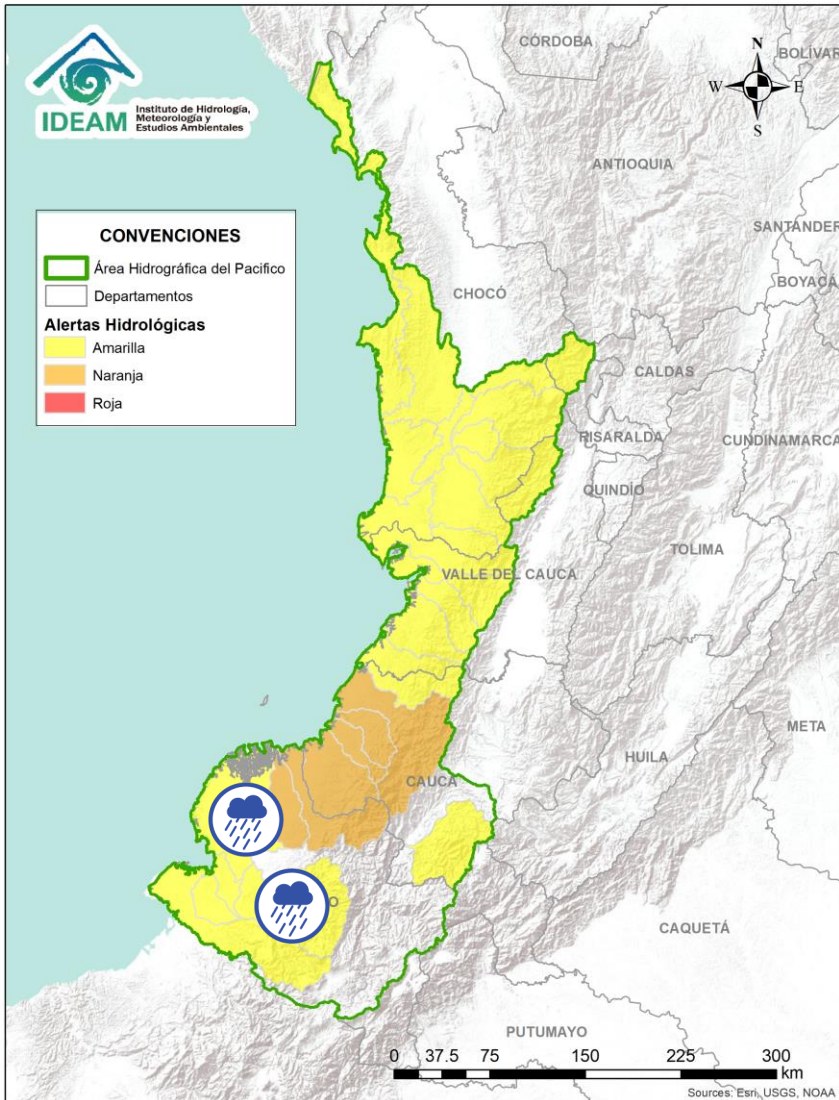 IDEAM
Instituto de Hidrología,
Meteorología y
Estudios Ambientales
CÓRDOBA
BOLÍVAR
N
W
E
S
ANTIOQUIA
CONVENCIONES
Área Hidrográfica del Pacifico
Departamentos
Alertas Hidrológicas
Amarilla
Naranja
Roja
SANTANDER
BOYACÁ
CHOCÓ
CALDAS
RISARALDA
CUNDINAMARCA
QUINDÍO
TOLIMA
VALLE DEL CAUCA
META
HUILA
CAUCA
O
CAQUETÁ
PUTUMAYO
0 37.5 75 150 225 300
km
Sources: Esri, USGS, NOAA